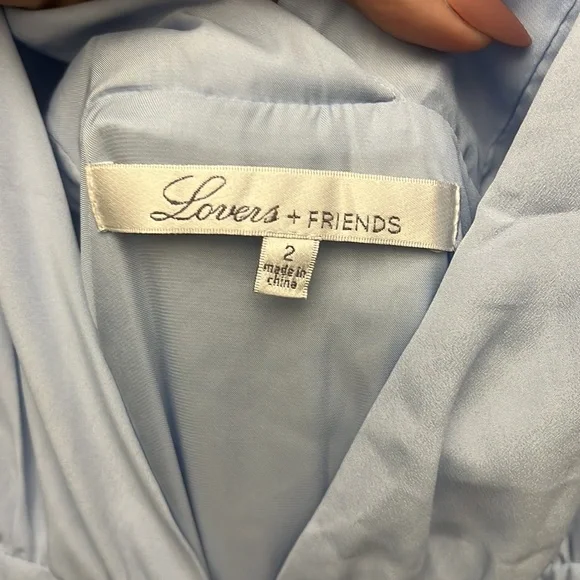 Lovers + FRIENDS
2
made in
china